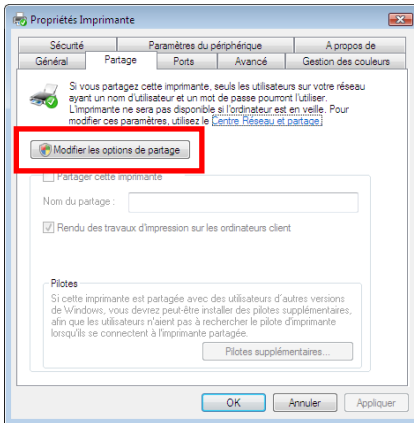 Propriétés Imprimante
Sécurité Paramètres du périphérique A propos de
Général Partage Ports Avancé Gestion des couleurs
Si vous partagez cette imprimante, seuls les utilisateurs sur votre réseau
ayant un nom d'utilisateur et un mot de passe pourront l'utiliser.
L'imprimante ne sera pas disponible si l'ordinateur est en veille. Pour
modifier ces paramètres, utilisez le Centre Réseau et partage.
Modifier les options de partage
Partager cette imprimante
Nom du partage :
Rendu des travaux d'impression sur les ordinateurs client
Pilotes
Si cette imprimante est partagée avec des utilisateurs d'autres versions
de Windows, vous devrez peut-être installer des pilotes supplémentaires,
afin que les utilisateurs n'aient pas à rechercher le pilote d'imprimante
lorsqu'ils se connectent à l'imprimante partagée.
Pilotes supplémentaires...
OK Annuler Appliquer